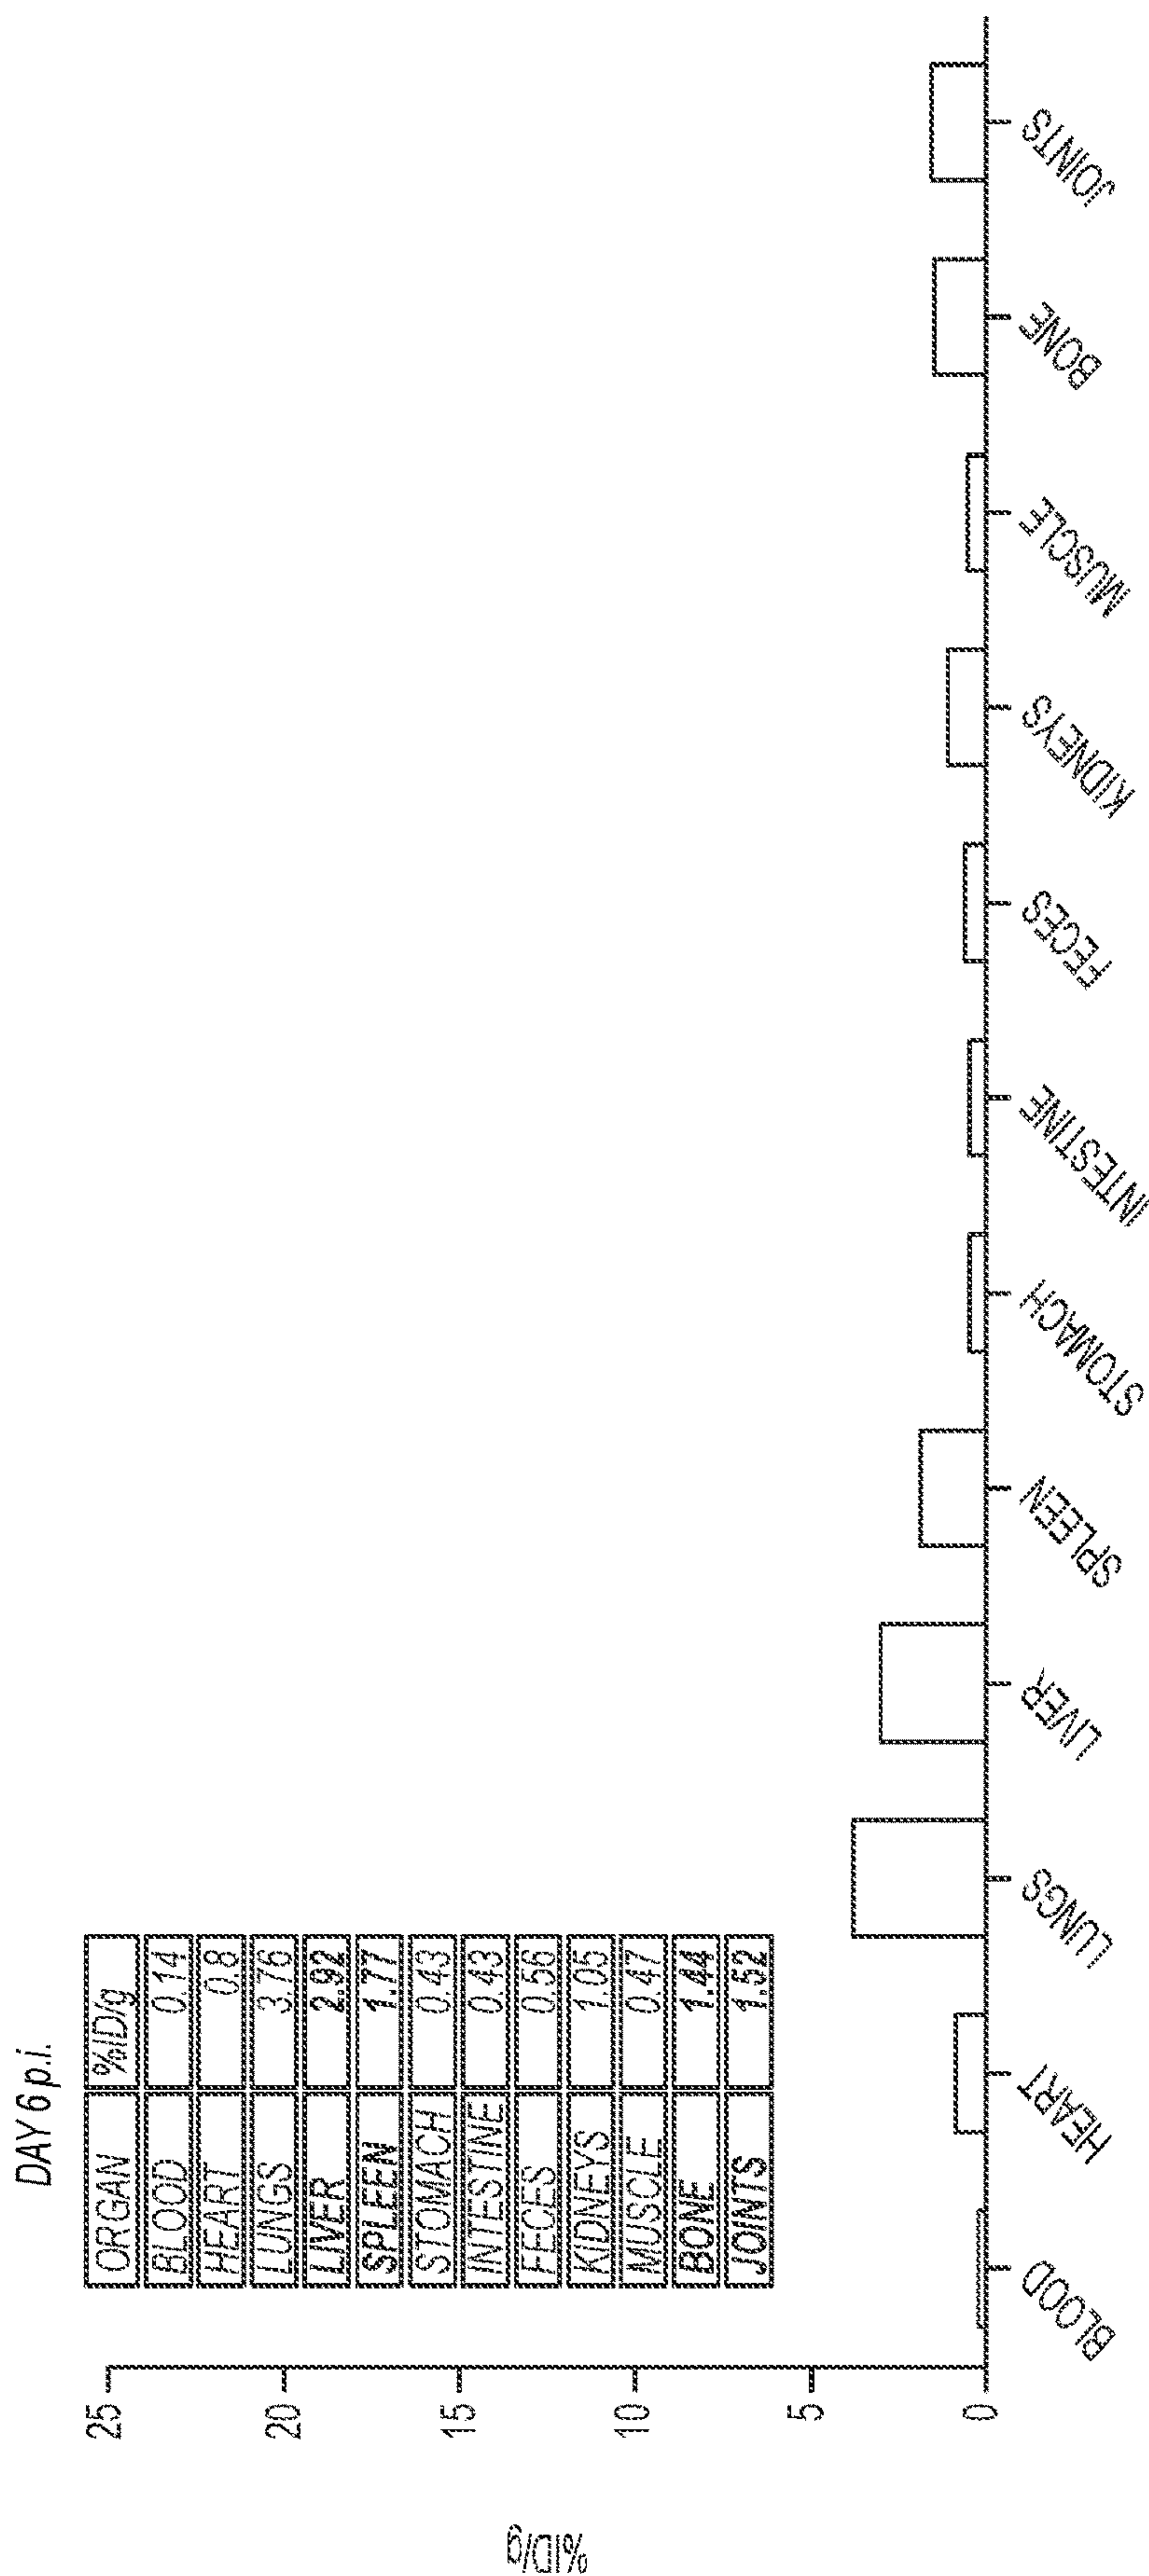 DAY 6 p.i.
ORGAN %ID/g
BLOOD 0.14
HEART 0.8
LUNGS 3.76
LIVER 2.92
SPLEEN 1.77
STOMACH 0.43
INTESTINE 0.43
FECES 0.56
KIDNEYS 1.05
MUSCLE 0.47
BONE 1.44
JOINTS 1.52
%ID/g
25
20
15
10
5
0
BLOOD
HEART
LUNGS
LIVER
SPLEEN
STOMACH
INTESTINE
FECES
KIDNEYS
MUSCLE
BONE
JOINTS